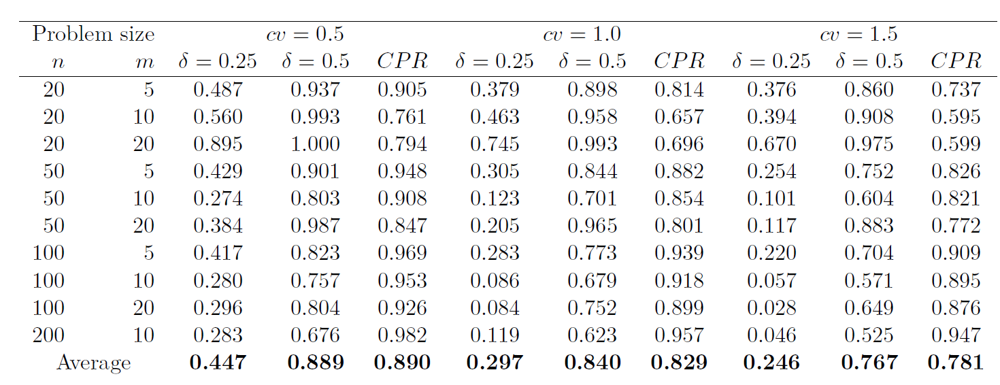 Problem size cv = 0.5 cv = 1.0 cv = 1.5
n m δ = 0.25 δ = 0.5 CPR δ = 0.25 δ = 0.5 CPR δ = 0.25 δ = 0.5 CPR
20 5 0.487 0.937 0.905 0.379 0.898 0.814 0.376 0.860 0.737
20 10 0.560 0.993 0.761 0.463 0.958 0.657 0.394 0.908 0.595
20 20 0.895 1.000 0.794 0.745 0.993 0.696 0.670 0.975 0.599
50 5 0.429 0.901 0.948 0.305 0.844 0.882 0.254 0.752 0.826
50 10 0.274 0.803 0.908 0.123 0.701 0.854 0.101 0.604 0.821
50 20 0.384 0.987 0.847 0.205 0.965 0.801 0.117 0.883 0.772
100 5 0.417 0.823 0.969 0.283 0.773 0.939 0.220 0.704 0.909
100 10 0.280 0.757 0.953 0.086 0.679 0.918 0.057 0.571 0.895
100 20 0.296 0.804 0.926 0.084 0.752 0.899 0.028 0.649 0.876
200 10 0.283 0.676 0.982 0.119 0.623 0.957 0.046 0.525 0.947
Average 0.447 0.889 0.890 0.297 0.840 0.829 0.246 0.767 0.781